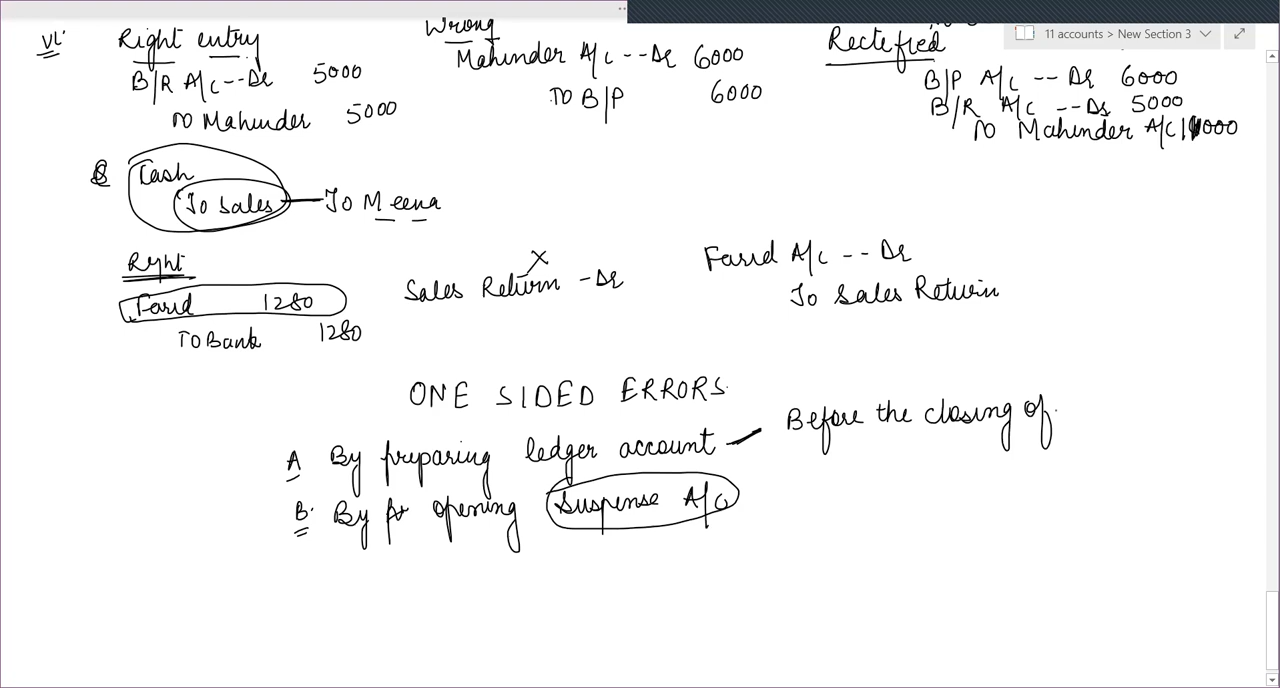 11 accounts > New Section 3
VI. Right entry Wrong Rectefied
B/R A/c --Dr 5000 Mahinder A/C --Dr 6000 B/P A/c -- Dr 6000
To Mahinder 5000 To B/P 6000 B/R A/c --Dr 5000
To Mahinder A/C 11000
Cash
To Sales To Meena
Right Sales Return -Dr Farid A/c -- Dr
Farid 1280 To Sales Return
To Bank 1280
ONE SIDED ERRORS
A By preparing ledger account Before the closing of
B. By opening Suspense A/c